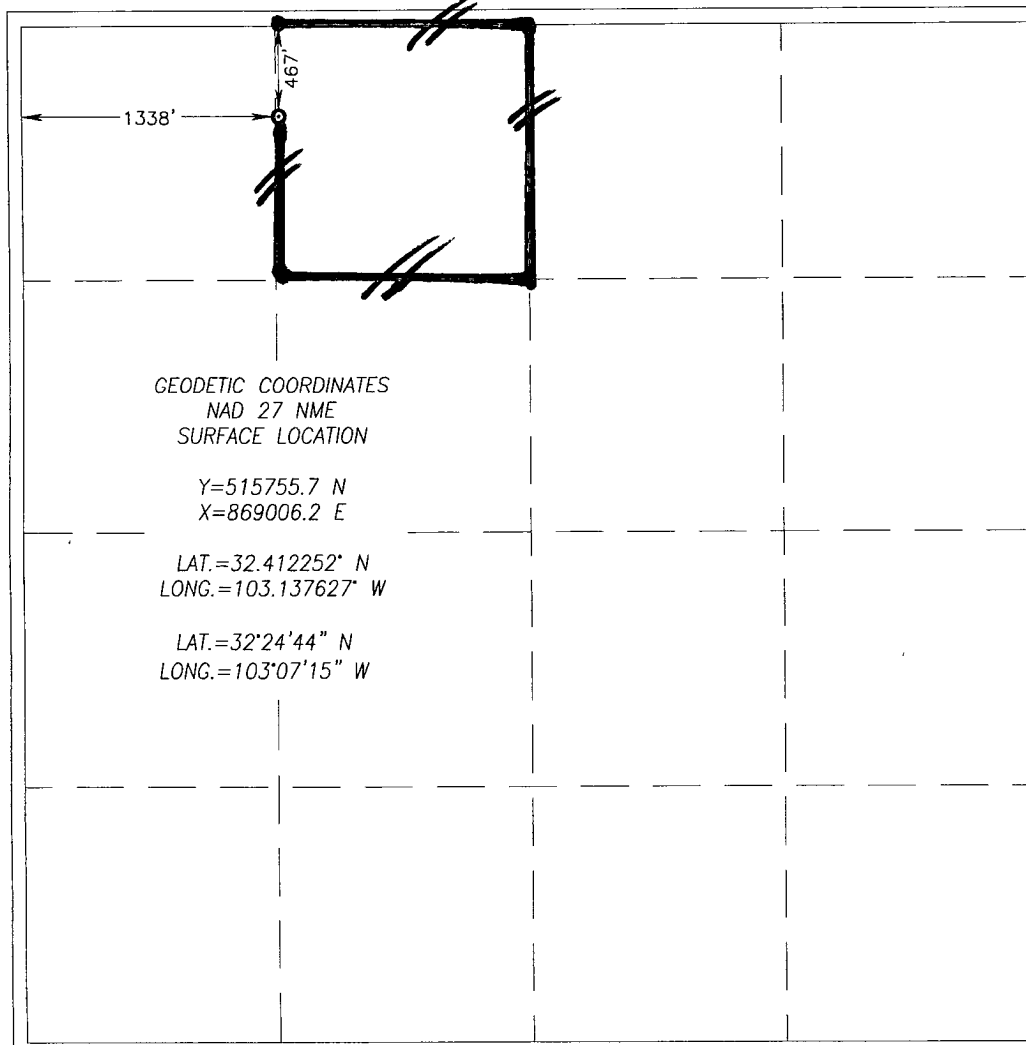 467'
1338'
GEODETIC COORDINATES
NAD 27 NME
SURFACE LOCATION
Y=515755.7 N
X=869006.2 E
LAT.=32.412252° N
LONG.=103.137627° W
LAT.=32°24'44" N
LONG.=103°07'15" W